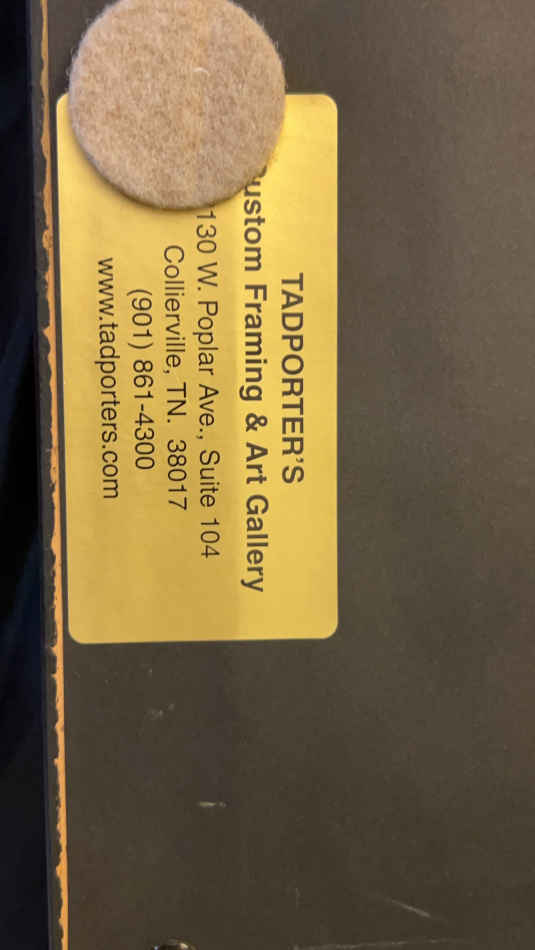 TADPORTER'S
ustom Framing & Art Gallery
130 W. Poplar Ave., Suite 104
Collierville, TN. 38017
(901) 861-4300
www.tadporters.com